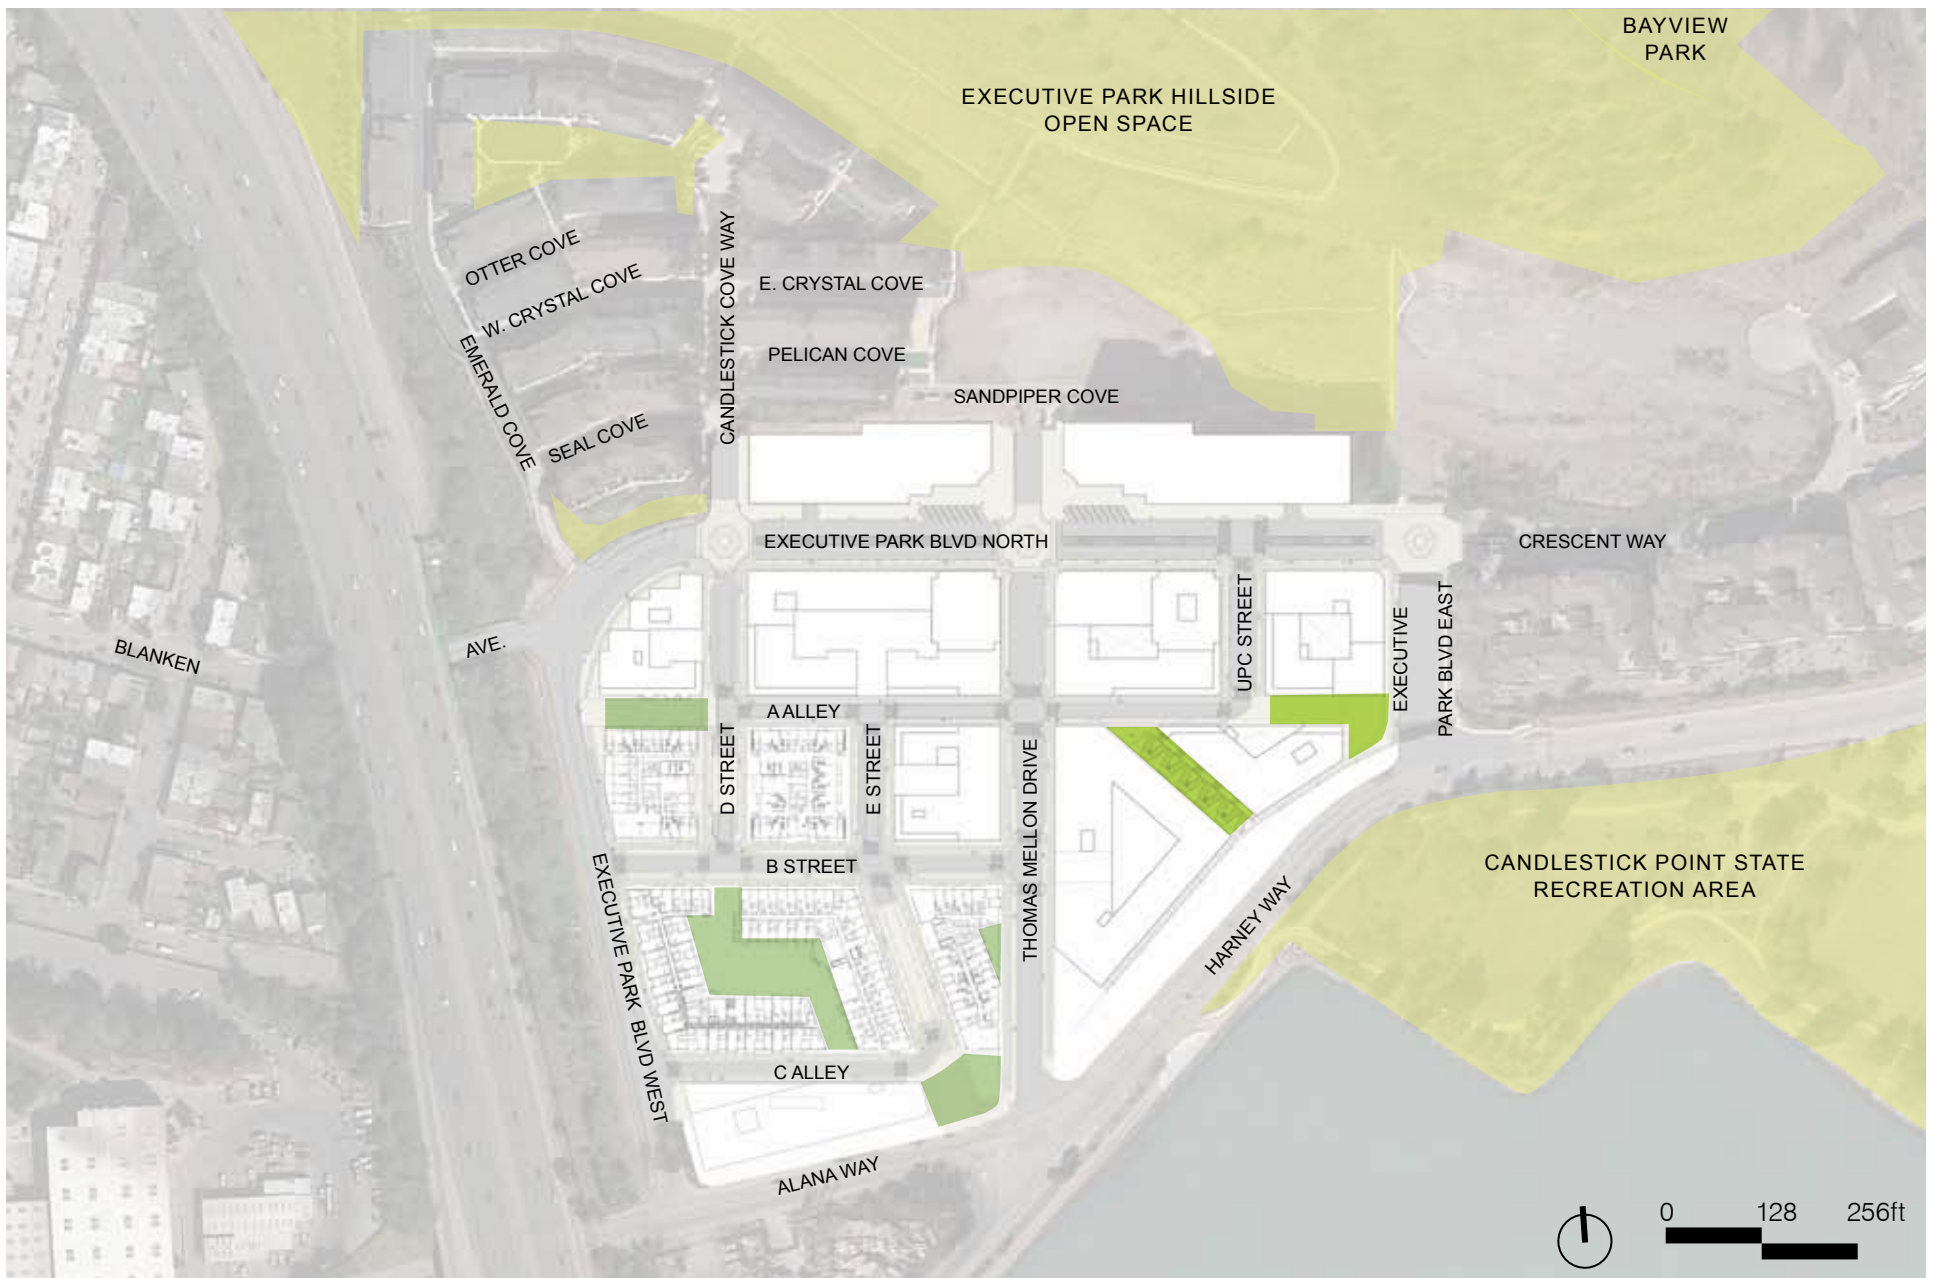 BAYVIEW
PARK
EXECUTIVE PARK HILLSIDE
OPEN SPACE
OTTER COVE
W. CRYSTAL COVE
CANDLESTICK COVE WAY
E. CRYSTAL COVE
EMERALD COVE
PELICAN COVE
SANDPIPER COVE
SEAL COVE
EXECUTIVE PARK BLVD NORTH
CRESCENT WAY
BLANKEN
AVE.
UPC STREET
EXECUTIVE
PARK BLVD EAST
A ALLEY
D STREET
E STREET
THOMAS MELLON DRIVE
B STREET
EXECUTIVE PARK BLVD WEST
HARNEY WAY
CANDLESTICK POINT STATE
RECREATION AREA
C ALLEY
ALANA WAY
0 128 256ft